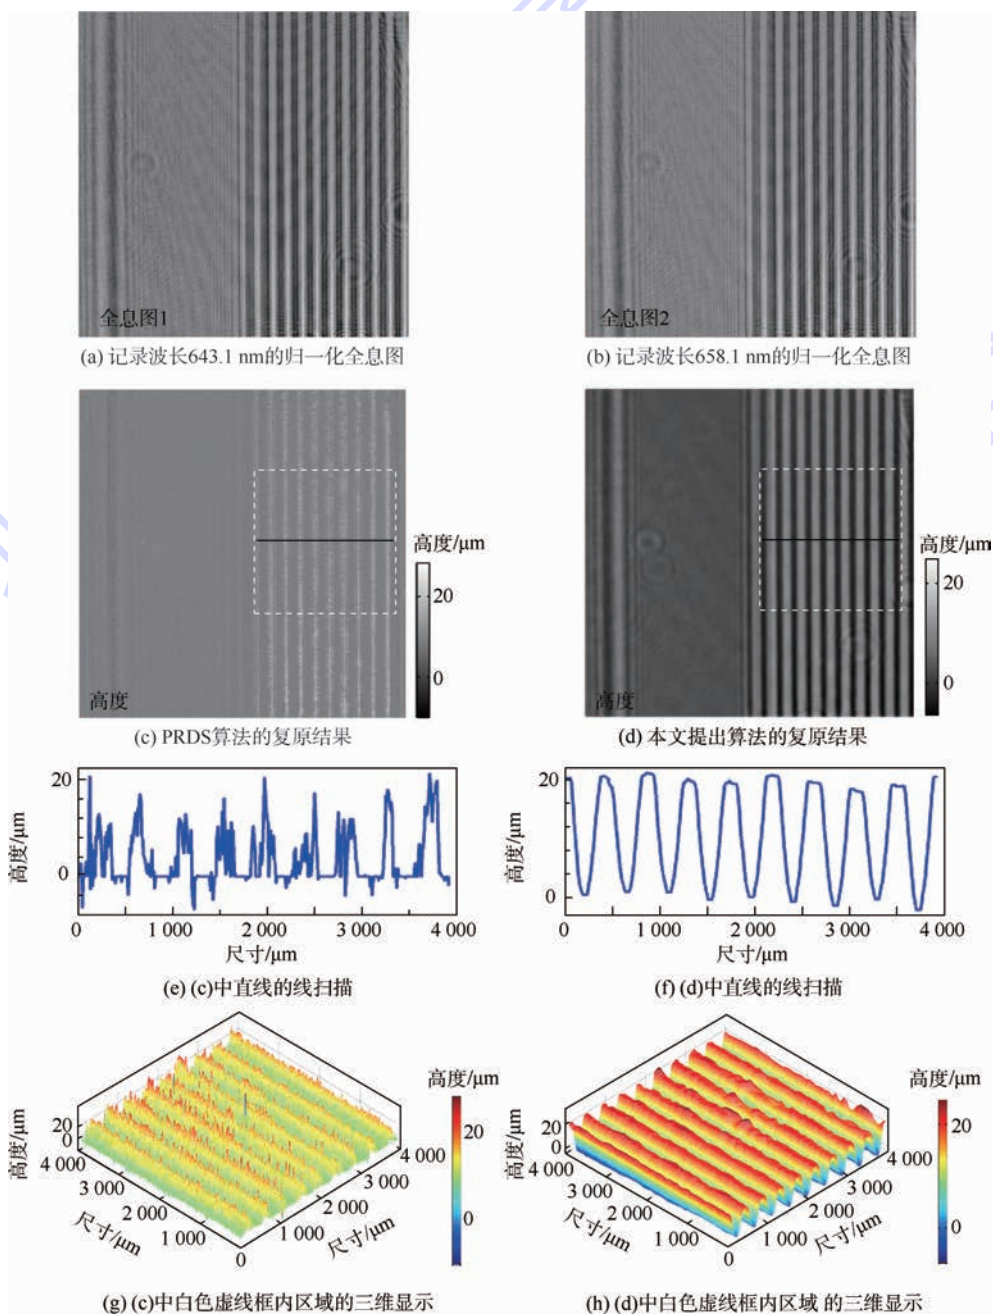 全息图1
全息图2
(a) 记录波长643.1 nm的归一化全息图
(b) 记录波长658.1 nm的归一化全息图
高度/μm
20
0
高度
高度/μm
20
0
高度
(c) PRDS算法的复原结果
(d) 本文提出算法的复原结果
高度/μm
20
0
0
1 000
2 000
3 000
4 000
尺寸/μm
高度/μm
20
0
0
1 000
2 000
3 000
4 000
尺寸/μm
(e) (c)中直线的线扫描
(f) (d)中直线的线扫描
高度/μm
20
0
4 000
3 000
2 000
1 000
0
尺寸/μm
1 000
2 000
3 000
4 000
尺寸/μm
高度/μm
20
0
高度/μm
20
0
4 000
3 000
2 000
1 000
0
尺寸/μm
1 000
2 000
3 000
4 000
尺寸/μm
高度/μm
20
0
(g) (c)中白色虚线框内区域的三维显示
(h) (d)中白色虚线框内区域 的三维显示